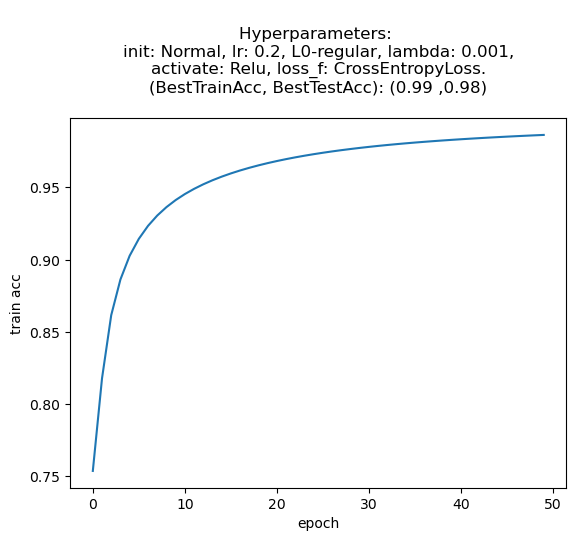 Hyperparameters:
init: Normal, lr: 0.2, L0-regular, lambda: 0.001,
activate: Relu, loss_f: CrossEntropyLoss.
(BestTrainAcc, BestTestAcc): (0.99 ,0.98)
0.95
0.90
0.85
0.80
0.75
train acc
0 10 20 30 40 50
epoch